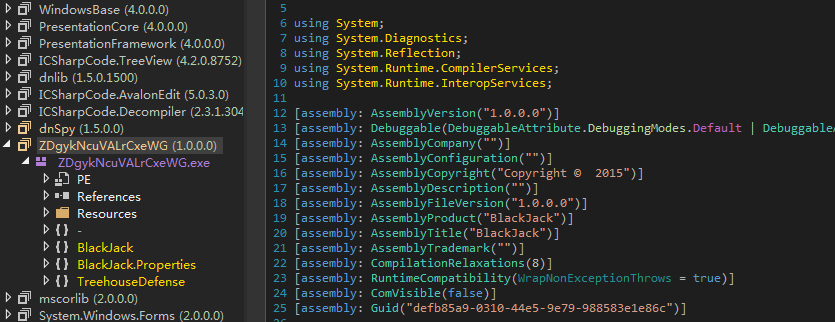 WindowsBase (4.0.0.0)
PresentationCore (4.0.0.0)
PresentationFramework (4.0.0.0)
ICSharpCode.TreeView (4.2.0.8752)
dnlib (1.5.0.1500)
ICSharpCode.AvalonEdit (5.0.3.0)
ICSharpCode.Decompiler (2.3.1.304
dnSpy (1.5.0.0)
ZDgykNcuVALrCxeWG (1.0.0.0)
ZDgykNcuVALrCxeWG.exe
PE
References
Resources
{ } -
{ } BlackJack
{ } BlackJack.Properties
{ } TreehouseDefense
mscorlib (2.0.0.0)
System.Windows.Forms (2.0.0.0)
5
6 using System;
7 using System.Diagnostics;
8 using System.Reflection;
9 using System.Runtime.CompilerServices;
10 using System.Runtime.InteropServices;
11
12 [assembly: AssemblyVersion("1.0.0.0")]
13 [assembly: Debuggable(DebuggableAttribute.DebuggingModes.Default | Debuggable
14 [assembly: AssemblyCompany("")]
15 [assembly: AssemblyConfiguration("")]
16 [assembly: AssemblyCopyright("Copyright ©  2015")]
17 [assembly: AssemblyDescription("")]
18 [assembly: AssemblyFileVersion("1.0.0.0")]
19 [assembly: AssemblyProduct("BlackJack")]
20 [assembly: AssemblyTitle("BlackJack")]
21 [assembly: AssemblyTrademark("")]
22 [assembly: CompilationRelaxations(8)]
23 [assembly: RuntimeCompatibility(WrapNonExceptionThrows = true)]
24 [assembly: ComVisible(false)]
25 [assembly: Guid("defb85a9-0310-44e5-9e79-988583e1e86c")]